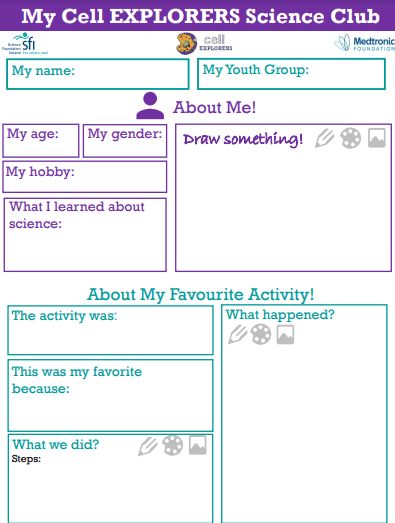 My Cell EXPLORERS Science Club
Science
Foundation
Ireland For what's next
sfi
cell
EXPLORERS
Medtronic
FOUNDATION
My name:
My Youth Group:
About Me!
My age:
My gender:
Draw something!
My hobby:
What I learned about
science:
About My Favourite Activity!
The activity was:
What happened?
This was my favorite
because:
What we did?
Steps: